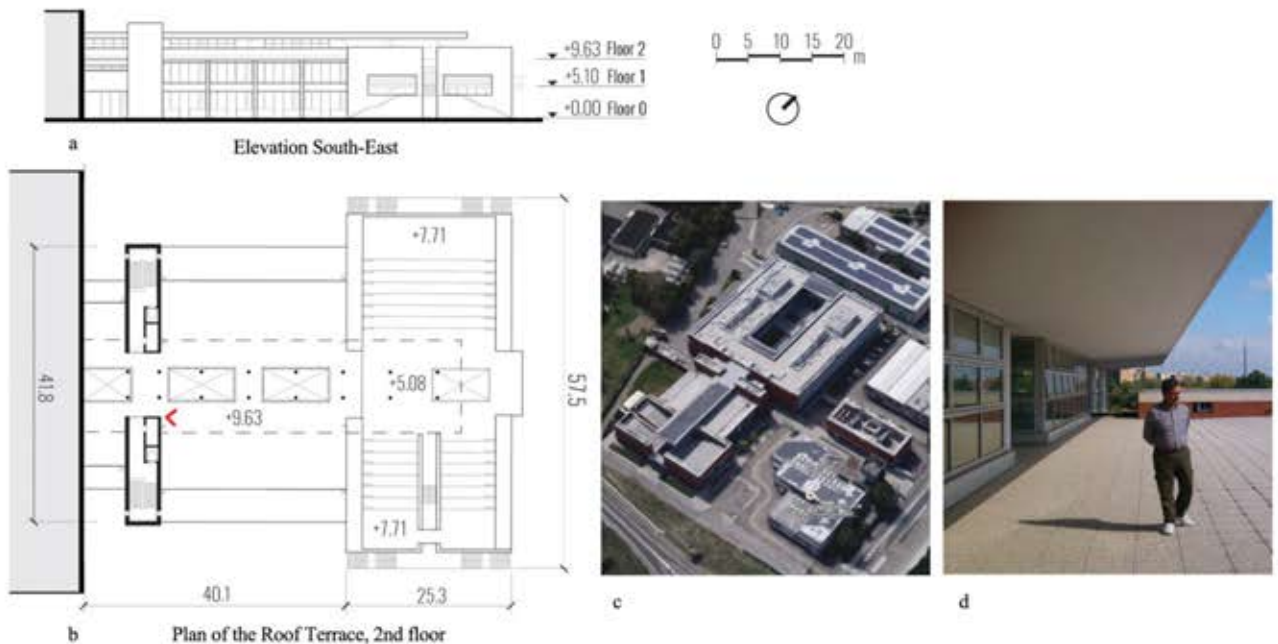 0 5 10 15 20
m
+9.63 Floor 2
+5.10 Floor 1
+0.00 Floor 0
a
Elevation South-East
+7.71
41.8
+5.08
57.5
+9.63
+7.71
40.1
25.3
b
Plan of the Roof Terrace, 2nd floor
c
d